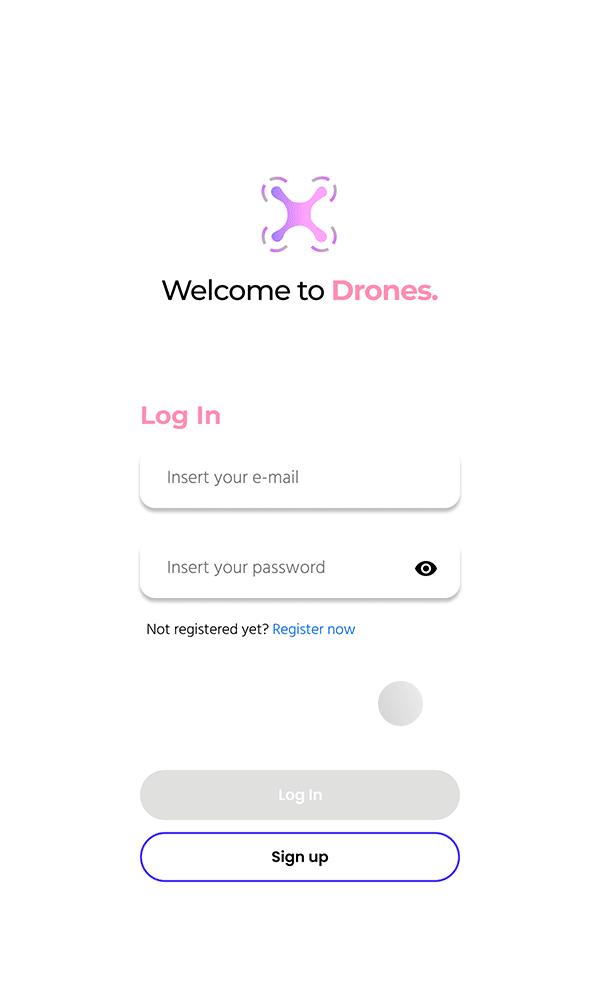 Welcome to Drones.
Log In
Insert your e-mail
Insert your password
Not registered yet? Register now
Log In
Sign up